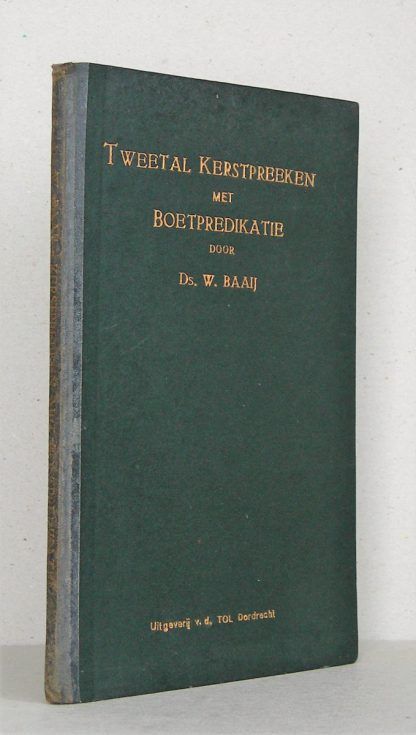 TWEETAL KERSTPREEKEN
MET
BOETPREDIKATIE
DOOR
Ds. W. BAAIJ
Uitgeverij v. d. TOL Dordrecht